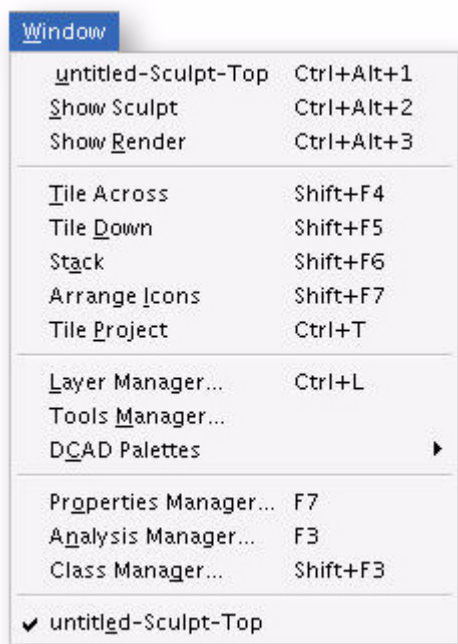 Window
untitled-Sculpt-Top Ctrl+Alt+1
Show Sculpt Ctrl+Alt+2
Show Render Ctrl+Alt+3
Tile Across Shift+F4
Tile Down Shift+F5
Stack Shift+F6
Arrange Icons Shift+F7
Tile Project Ctrl+T
Layer Manager... Ctrl+L
Tools Manager...
DCAD Palettes
Properties Manager... F7
Analysis Manager... F3
Class Manager... Shift+F3
untitled-Sculpt-Top